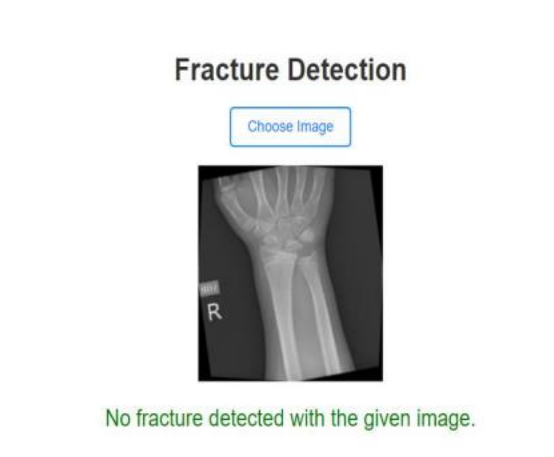 Fracture Detection
Choose Image
R
No fracture detected with the given image.